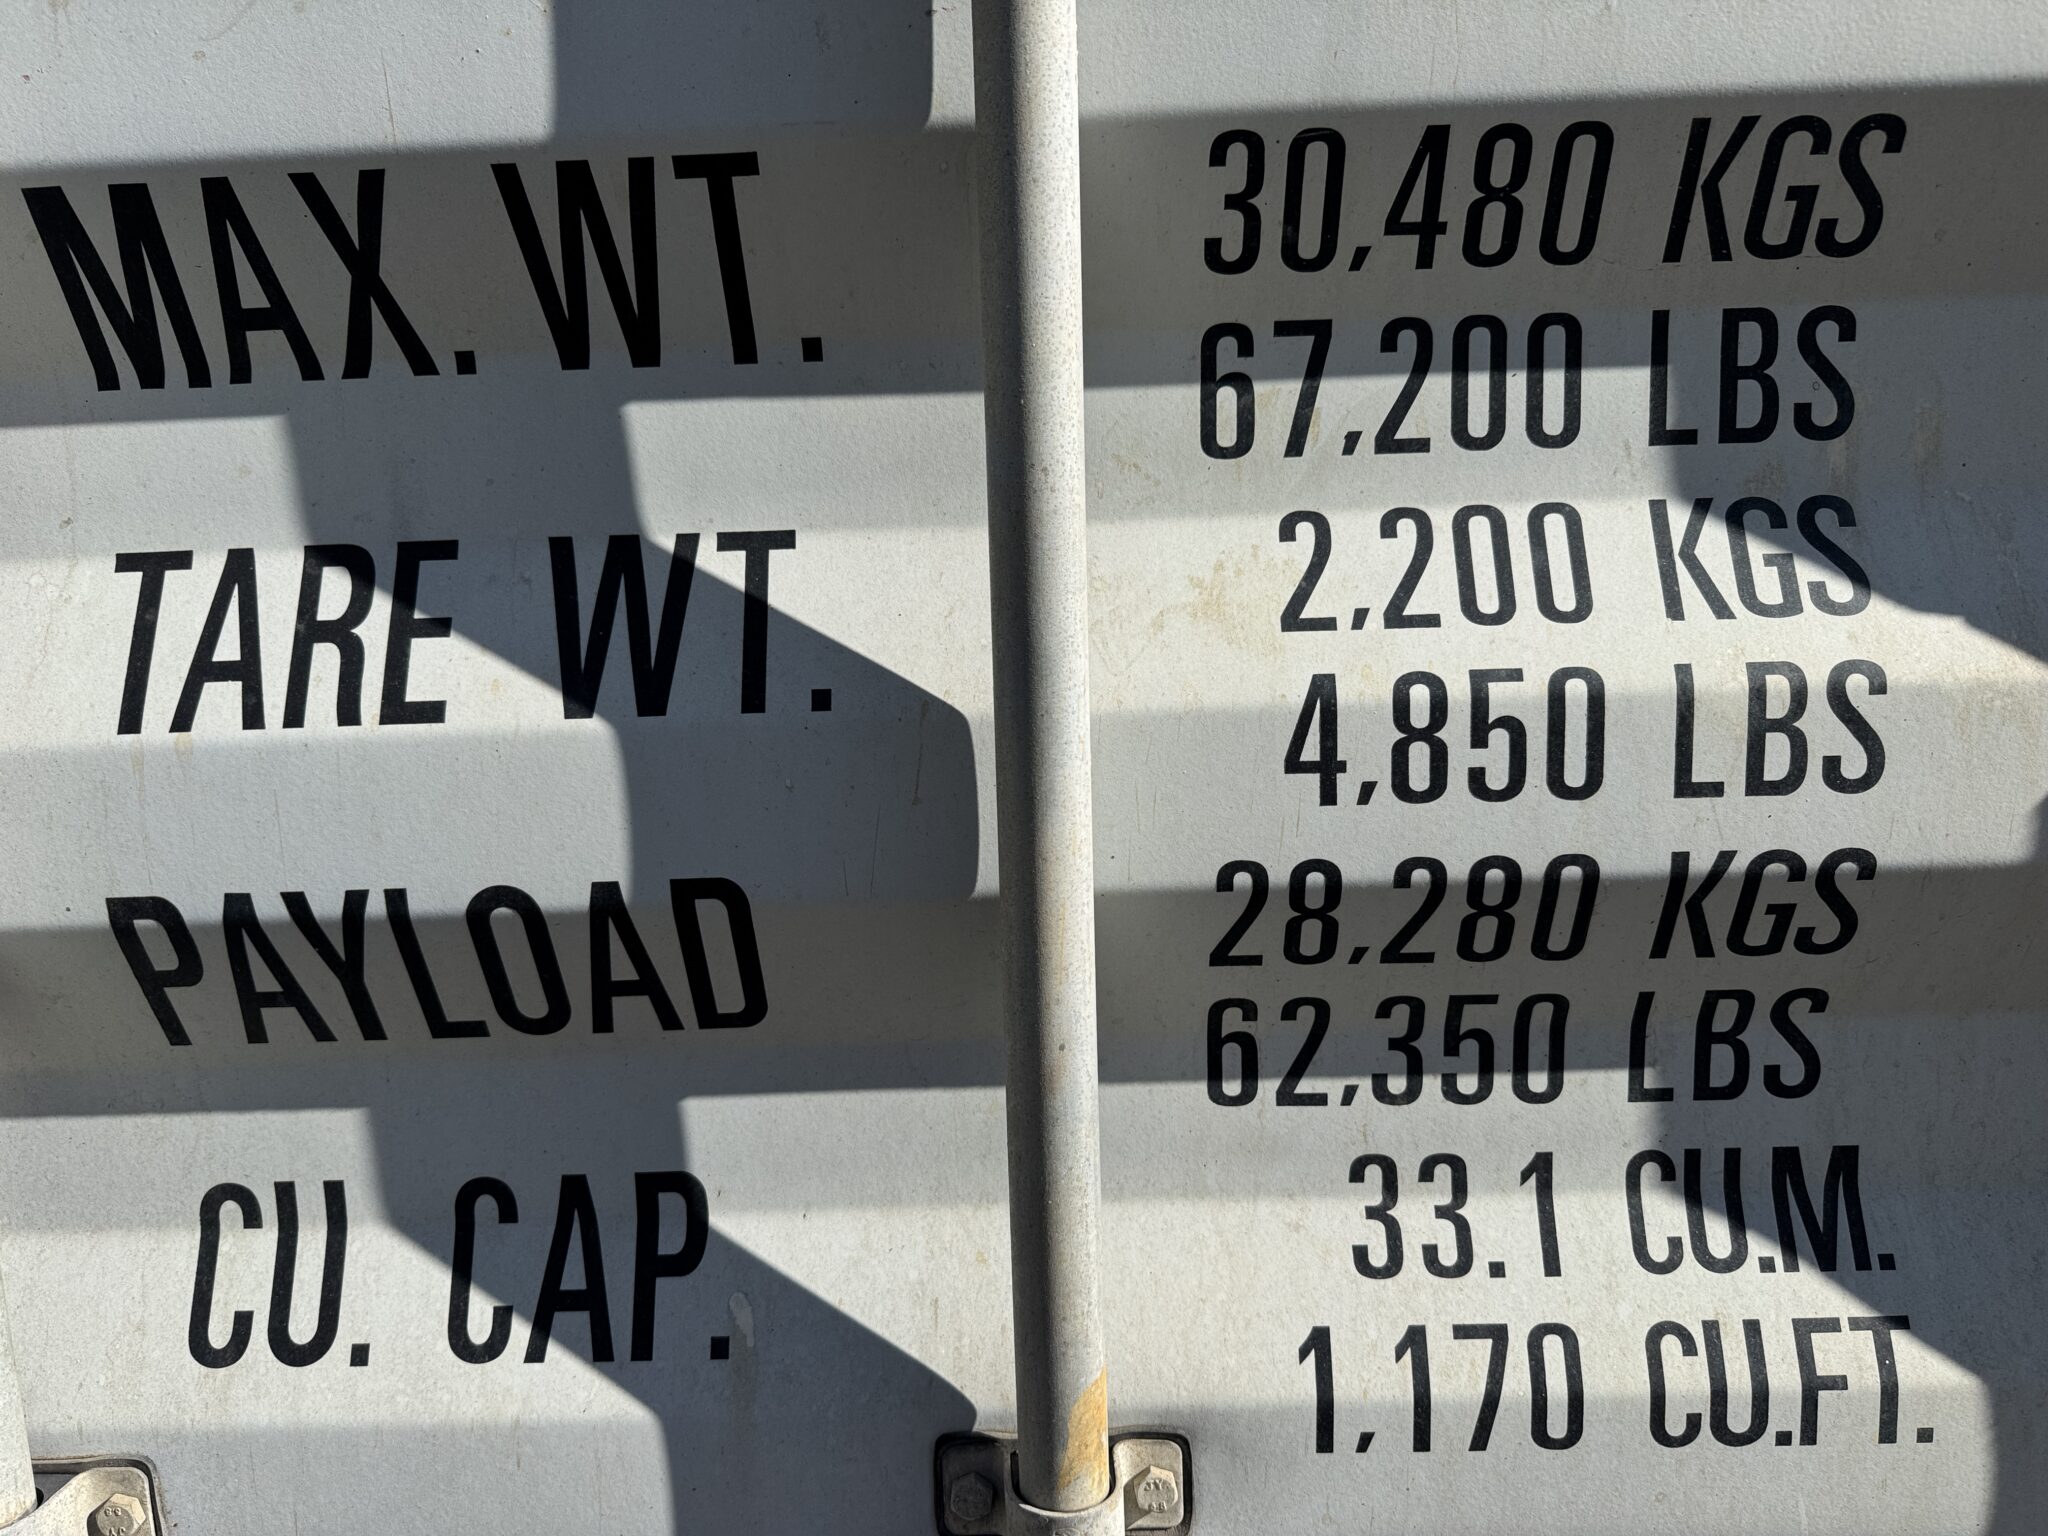 MAX. WT. 30,480 KGS
67,200 LBS
TARE WT. 2,200 KGS
4,850 LBS
PAYLOAD 28,280 KGS
62,350 LBS
CU. CAP. 33.1 CU.M.
1,170 CU.FT.